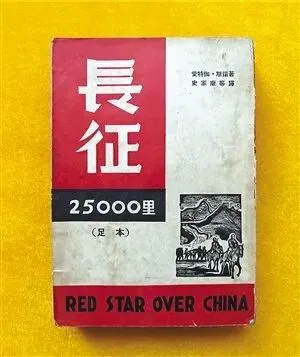 長征
25000里
(足本)
愛特伽·斯諾著
史家康等譯
RED STAR OVER CHINA